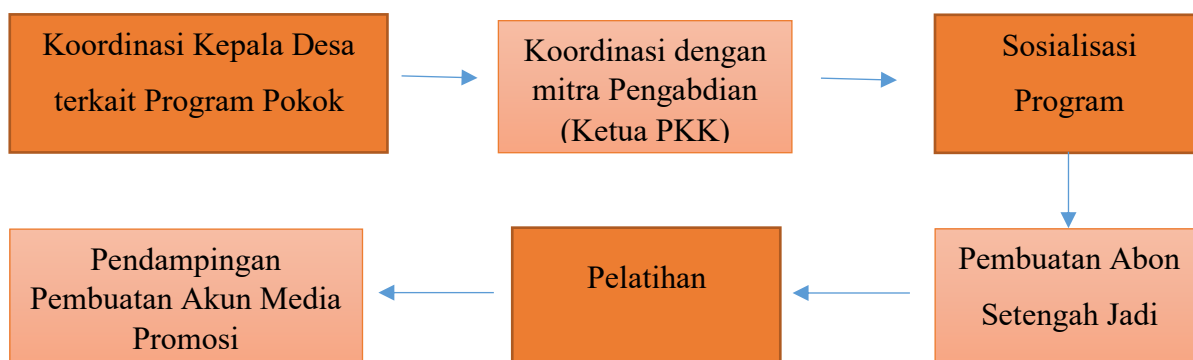 Koordinasi Kepala Desa
terkait Program Pokok
Koordinasi dengan
mitra Pengabdian
(Ketua PKK)
Sosialisasi
Program
Pembuatan Abon
Setengah Jadi
Pelatihan
Pendampingan
Pembuatan Akun Media
Promosi